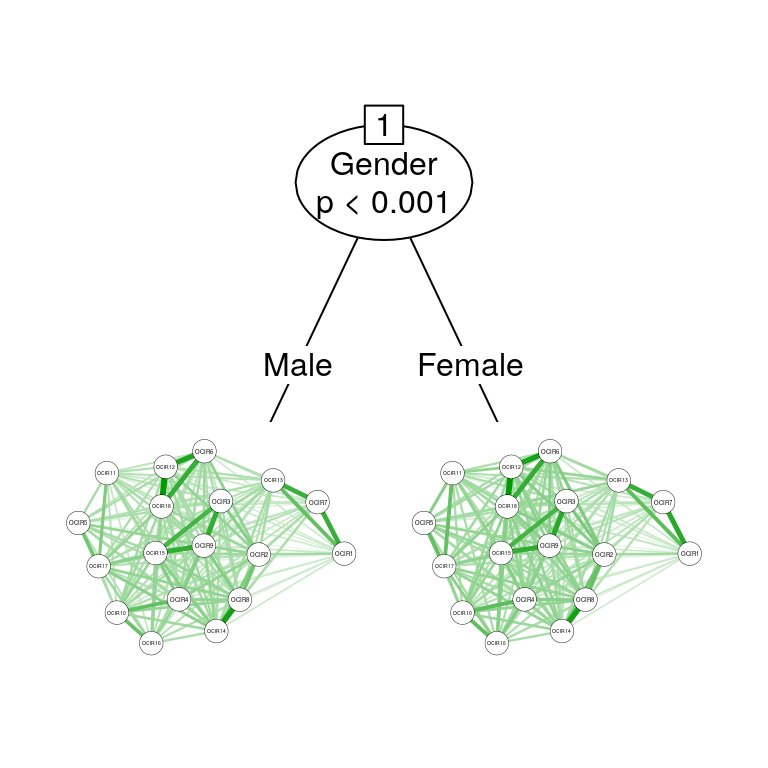 1
Gender
p < 0.001
Male
Female
OCIR6
OCIR12
OCIR11
OCIR13
OCIR18
OCIR3
OCIR7
OCIR5
OCIR15
OCIR9
OCIR2
OCIR1
OCIR17
OCIR4
OCIR8
OCIR10
OCIR14
OCIR16
OCIR6
OCIR12
OCIR11
OCIR13
OCIR18
OCIR3
OCIR7
OCIR5
OCIR15
OCIR9
OCIR2
OCIR1
OCIR17
OCIR4
OCIR8
OCIR10
OCIR14
OCIR16